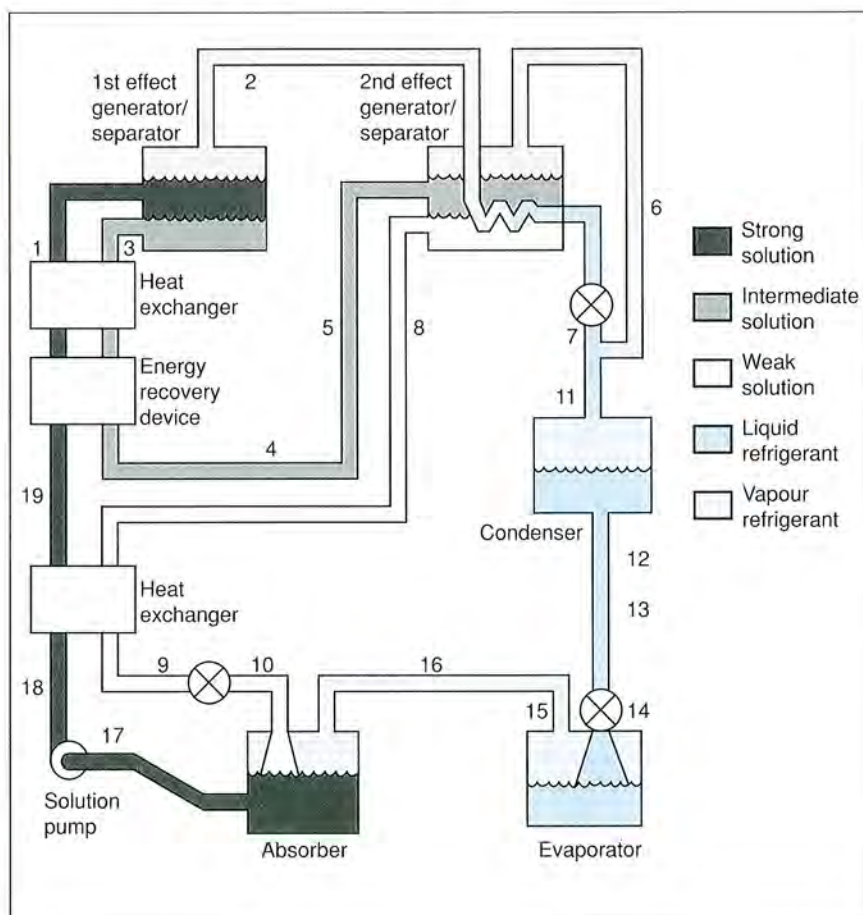 1st effect
generator/
separator
2
2nd effect
generator/
separator
6
1
3
Heat
exchanger
5
8
7
Energy
recovery
device
11
4
19
Condenser
12
13
Heat
exchanger
18
9
10
16
15
14
17
Solution
pump
Absorber
Evaporator
Strong
solution
Intermediate
solution
Weak
solution
Liquid
refrigerant
Vapour
refrigerant